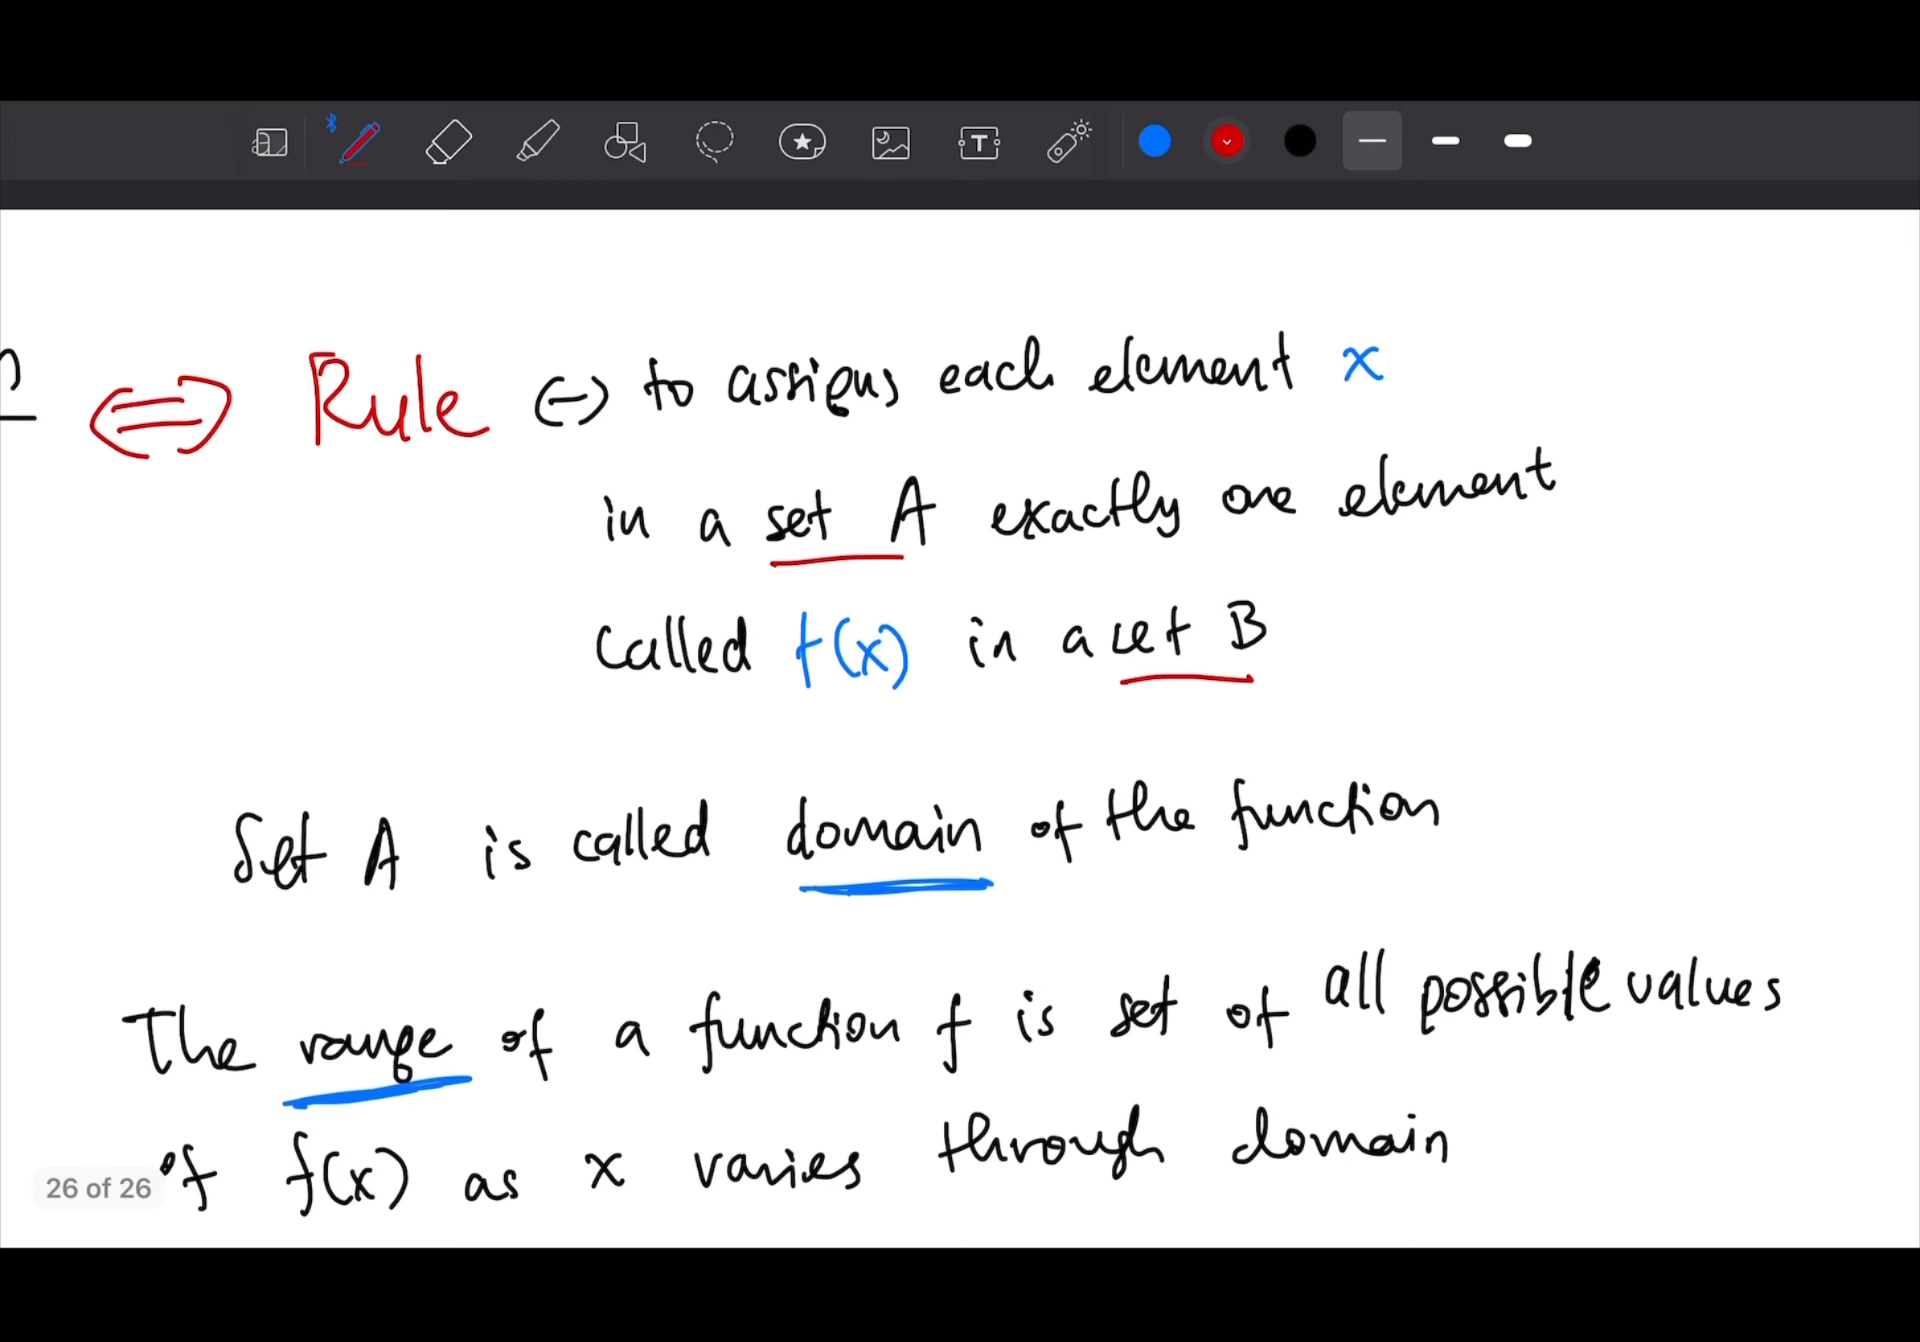 ⇔ Rule ↔ to assigns each element x
in a set A exactly one element
called f(x) in a set B
Set A is called domain of the function
The range of a function f is set of all possible values
of f(x) as x varies through domain
26 of 26